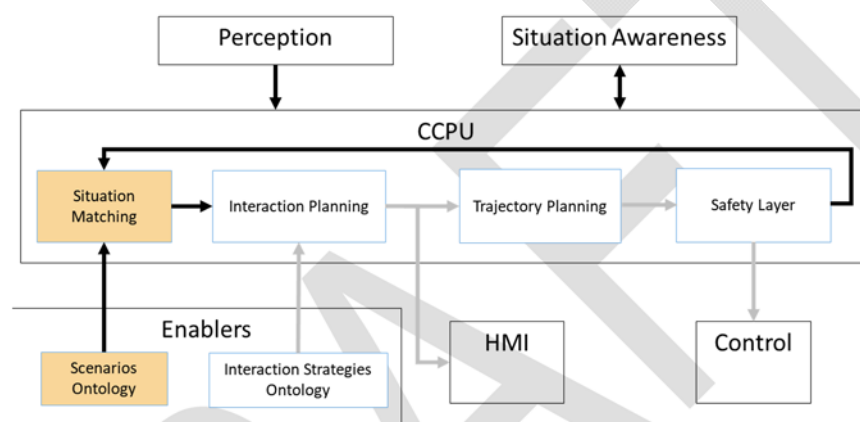 Perception
Situation Awareness
CCPU
Situation
Matching
Interaction Planning
Trajectory Planning
Safety Layer
Enablers
HMI
Control
Scenarios
Ontology
Interaction Strategies
Ontology